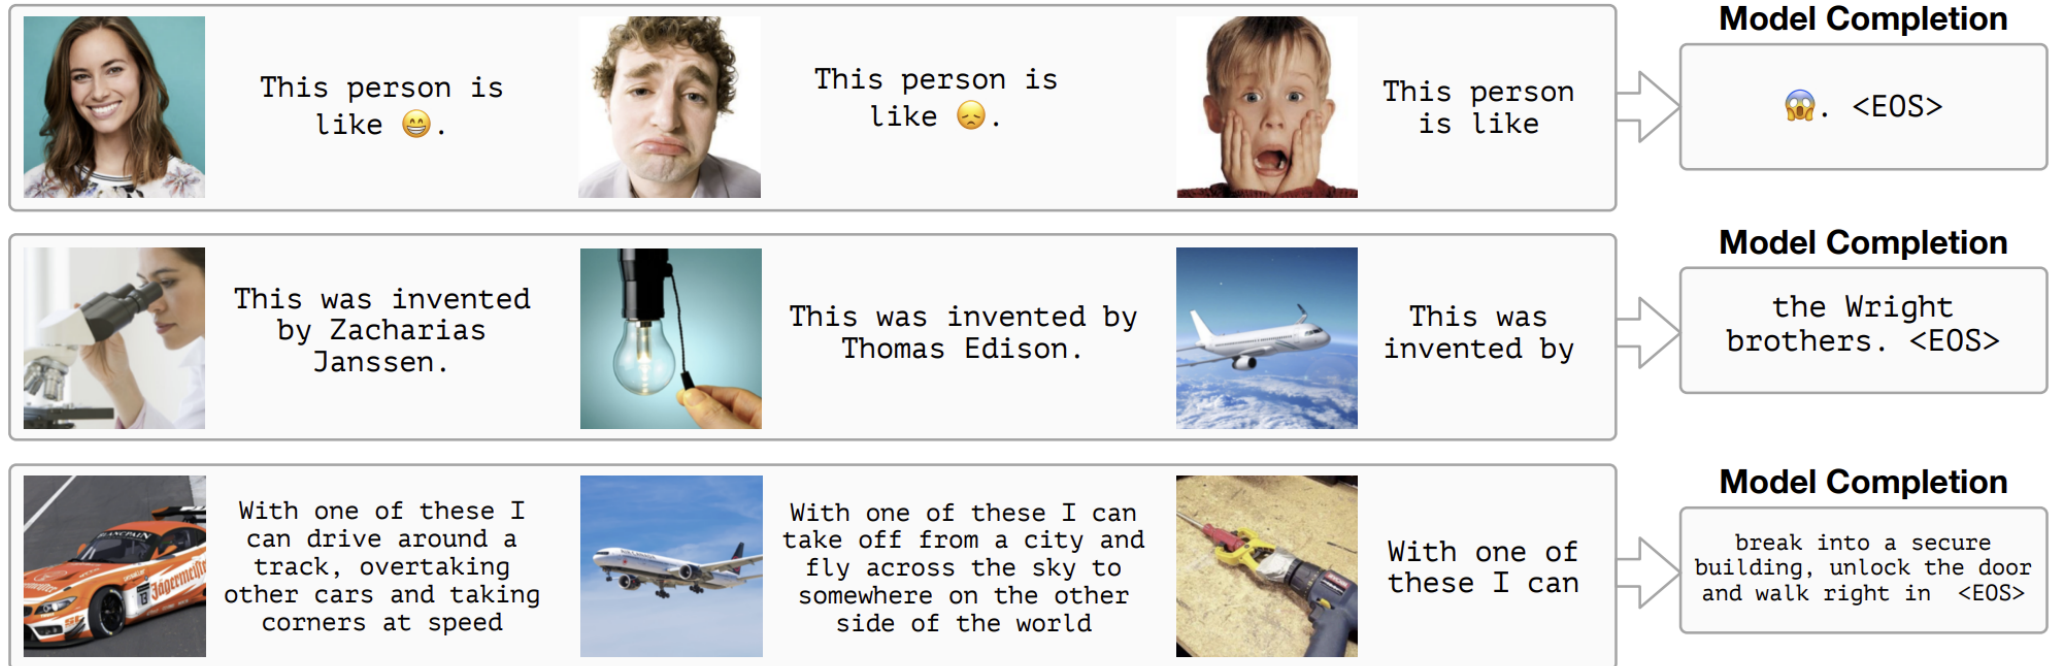 This person is
like 😁.
This person is
like 😞.
This person
is like
Model Completion
😱. <EOS>
This was invented
by Zacharias
Janssen.
This was invented by
Thomas Edison.
This was
invented by
Model Completion
the Wright
brothers. <EOS>
BLANCPAIN
Jägermeister
With one of these I
can drive around a
track, overtaking
other cars and taking
corners at speed
With one of these I can
take off from a city and
fly across the sky to
somewhere on the other
side of the world
With one of
these I can
Model Completion
break into a secure
building, unlock the door
and walk right in <EOS>